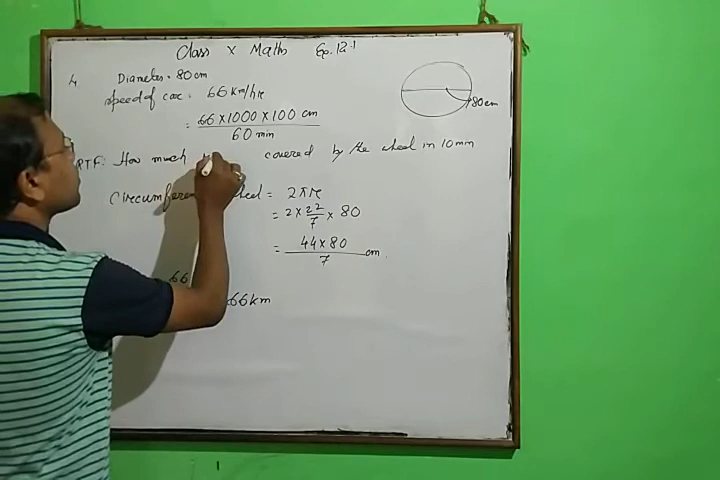 Class X Maths Ex. 12.1
4 Diameter = 80 cm
Speed of car = 66 km/hr
80 cm
= 66 × 1000 × 100 cm
60 min
RTF: How much covered by the wheel in 10 min
Circumferen wheel = 2πr
= 2 × 22/7 × 80
= 44 × 80 / 7 cm
66
66 km